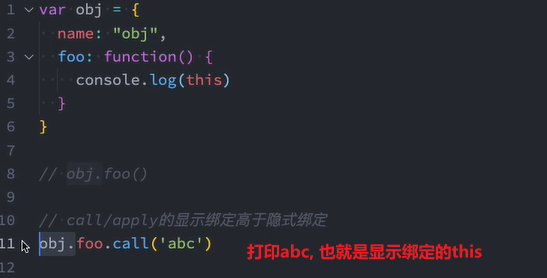 1 var obj = {
2 name: "obj",
3 foo: function() {
4 console.log(this)
5 }
6 }
7
8 // obj.foo()
9
10 // call/apply的显示绑定高于隐式绑定
11 obj.foo.call('abc') 打印abc, 也就是显示绑定的this
12